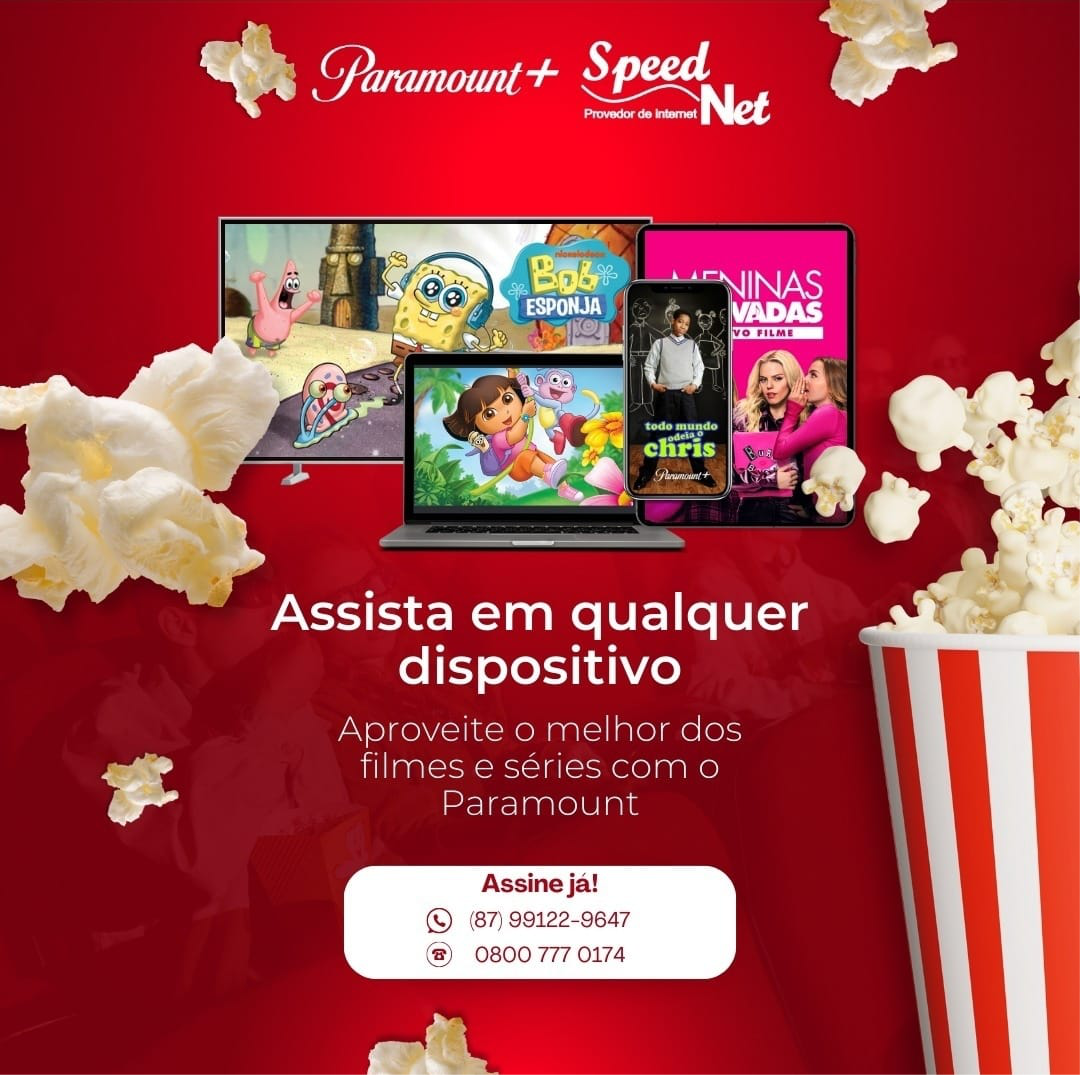 Paramount+
Speed
Net
Provedor de Internet
nickelodeon
Bob
ESPONJA
MENINAS
VADAS
VO FILME
todo mundo
odeia o
chris
Paramount+
Assista em qualquer
dispositivo
Aproveite o melhor dos
filmes e séries com o
Paramount
Assine já!
(87) 99122-9647
0800 777 0174